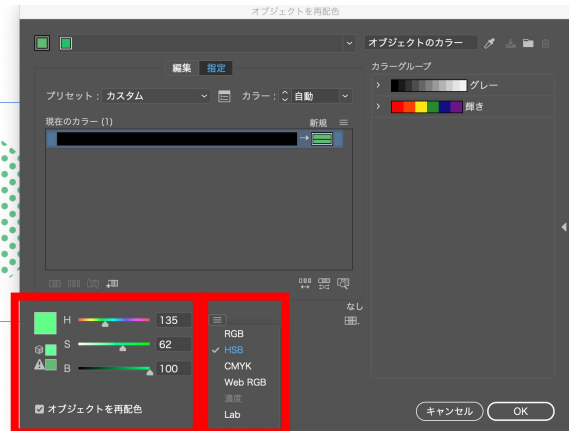 オブジェクトを再配色
オブジェクトのカラー
編集 指定
カラーグループ
プリセット： カスタム カラー： 自動
グレー
輝き
現在のカラー (1) 新規
なし
H 135
S 62
B 100
RGB
HSB
CMYK
Web RGB
濃度
Lab
オブジェクトを再配色
キャンセル OK